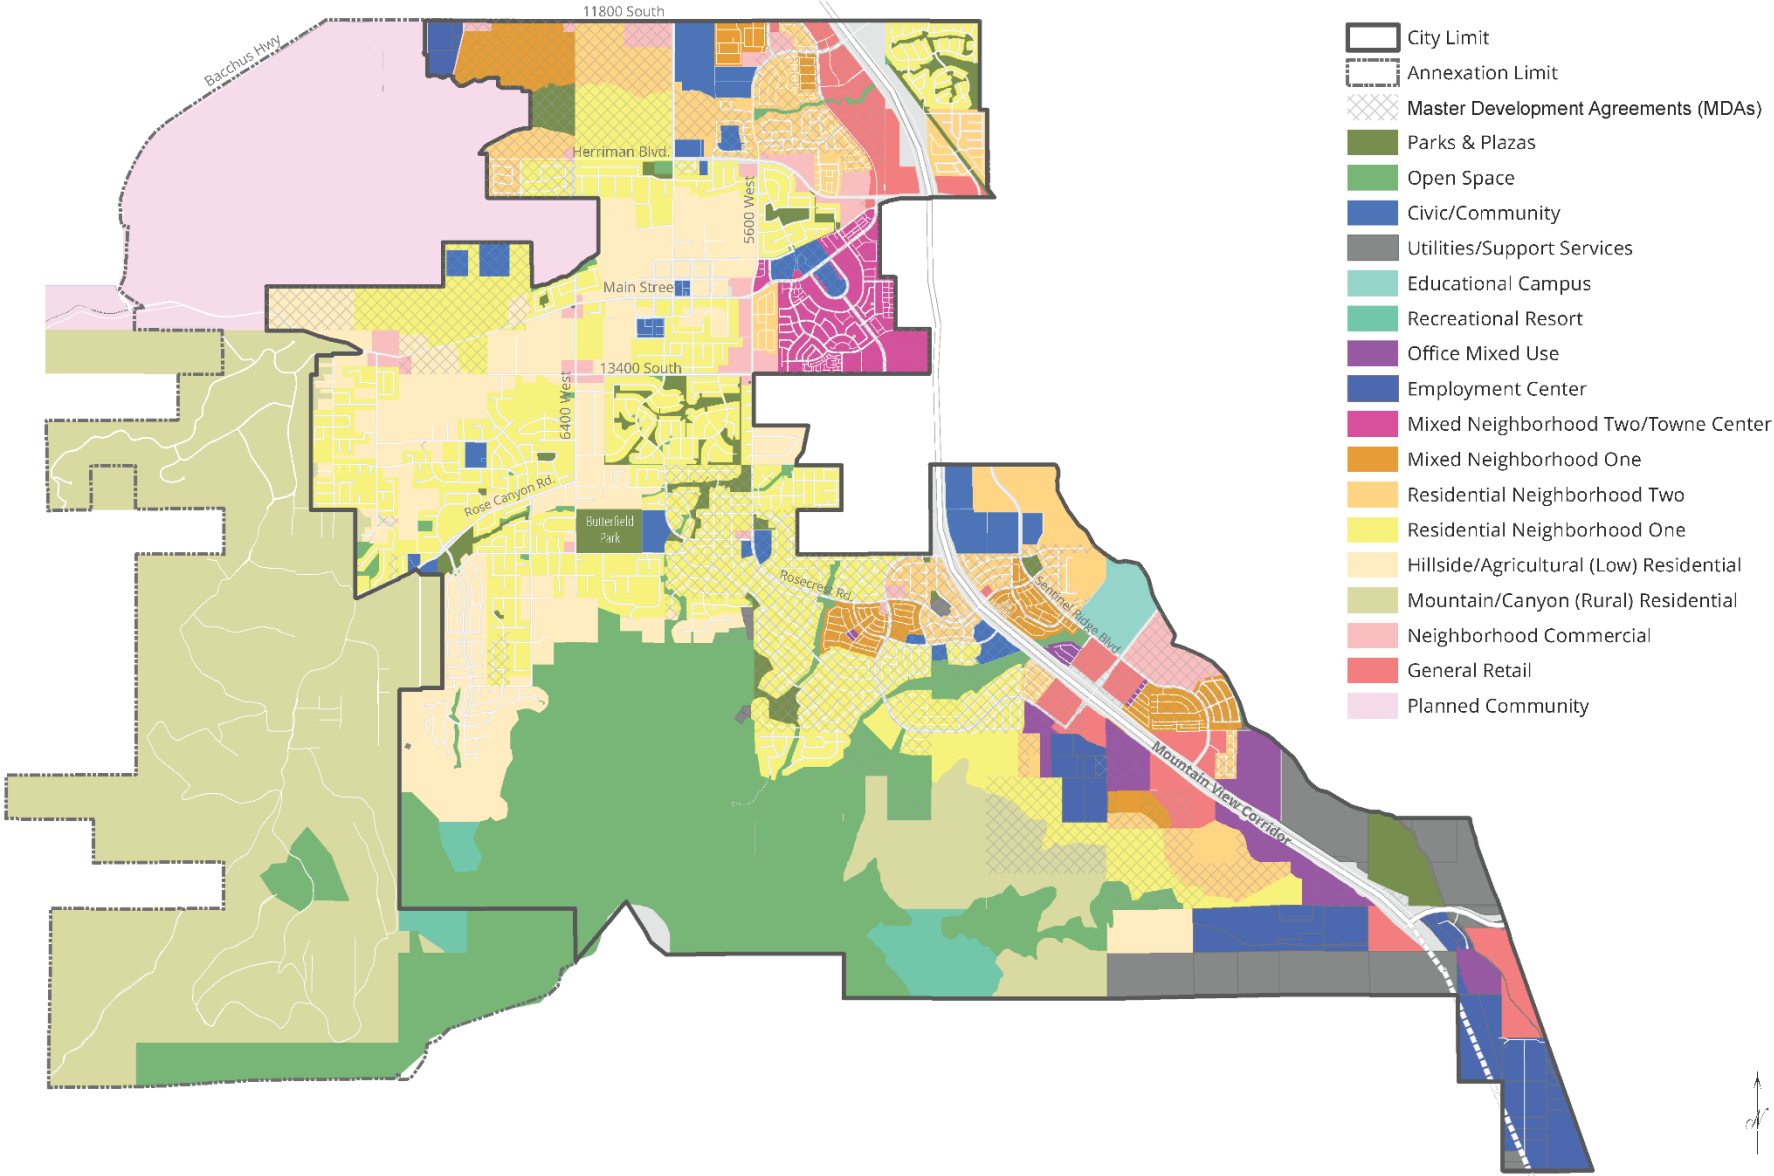 11800 South
Bacchus Hwy
Herriman Blvd.
5600 West
Main Stree
13400 South
6400 West
Rose Canyon Rd.
Butterfield
Park
Rosecrest Rd.
Sentinel Ridge Blvd
Mountain View Corridor
City Limit
Annexation Limit
Master Development Agreements (MDAs)
Parks & Plazas
Open Space
Civic/Community
Utilities/Support Services
Educational Campus
Recreational Resort
Office Mixed Use
Employment Center
Mixed Neighborhood Two/Towne Center
Mixed Neighborhood One
Residential Neighborhood Two
Residential Neighborhood One
Hillside/Agricultural (Low) Residential
Mountain/Canyon (Rural) Residential
Neighborhood Commercial
General Retail
Planned Community
N